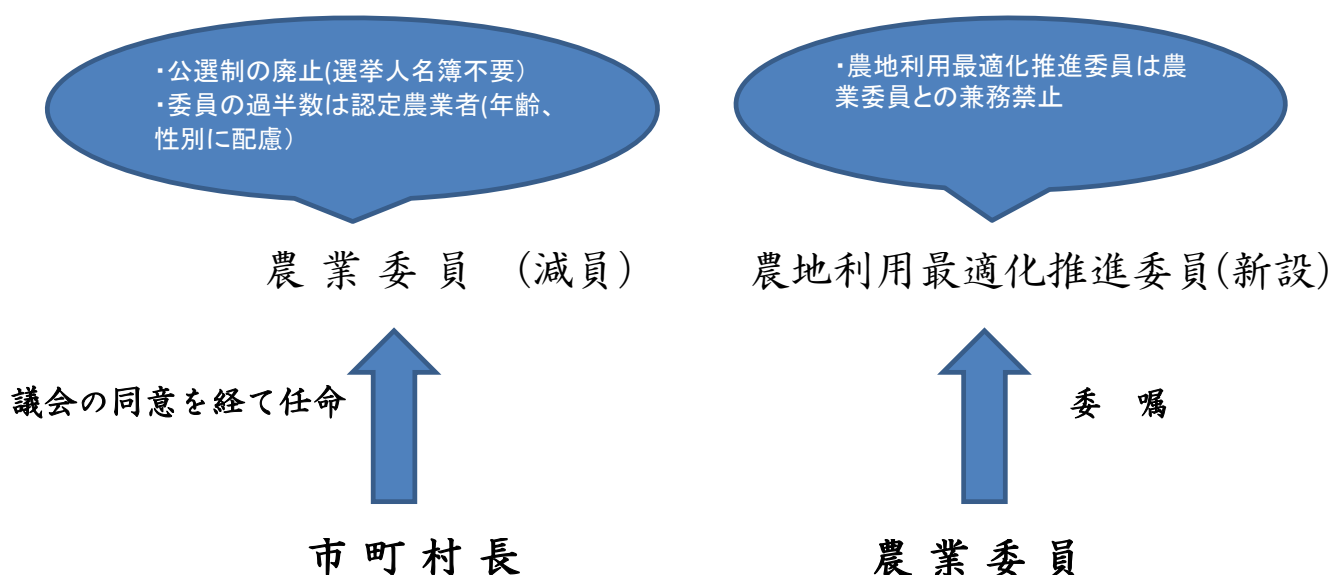 ・公選制の廃止(選挙人名簿不要)
・委員の過半数は認定農業者(年齢、
性別に配慮)
・農地利用最適化推進委員は農
業委員との兼務禁止
農業委員 (減員)
農地利用最適化推進委員(新設)
議会の同意を経て任命
委 嘱
市町村長
農業委員